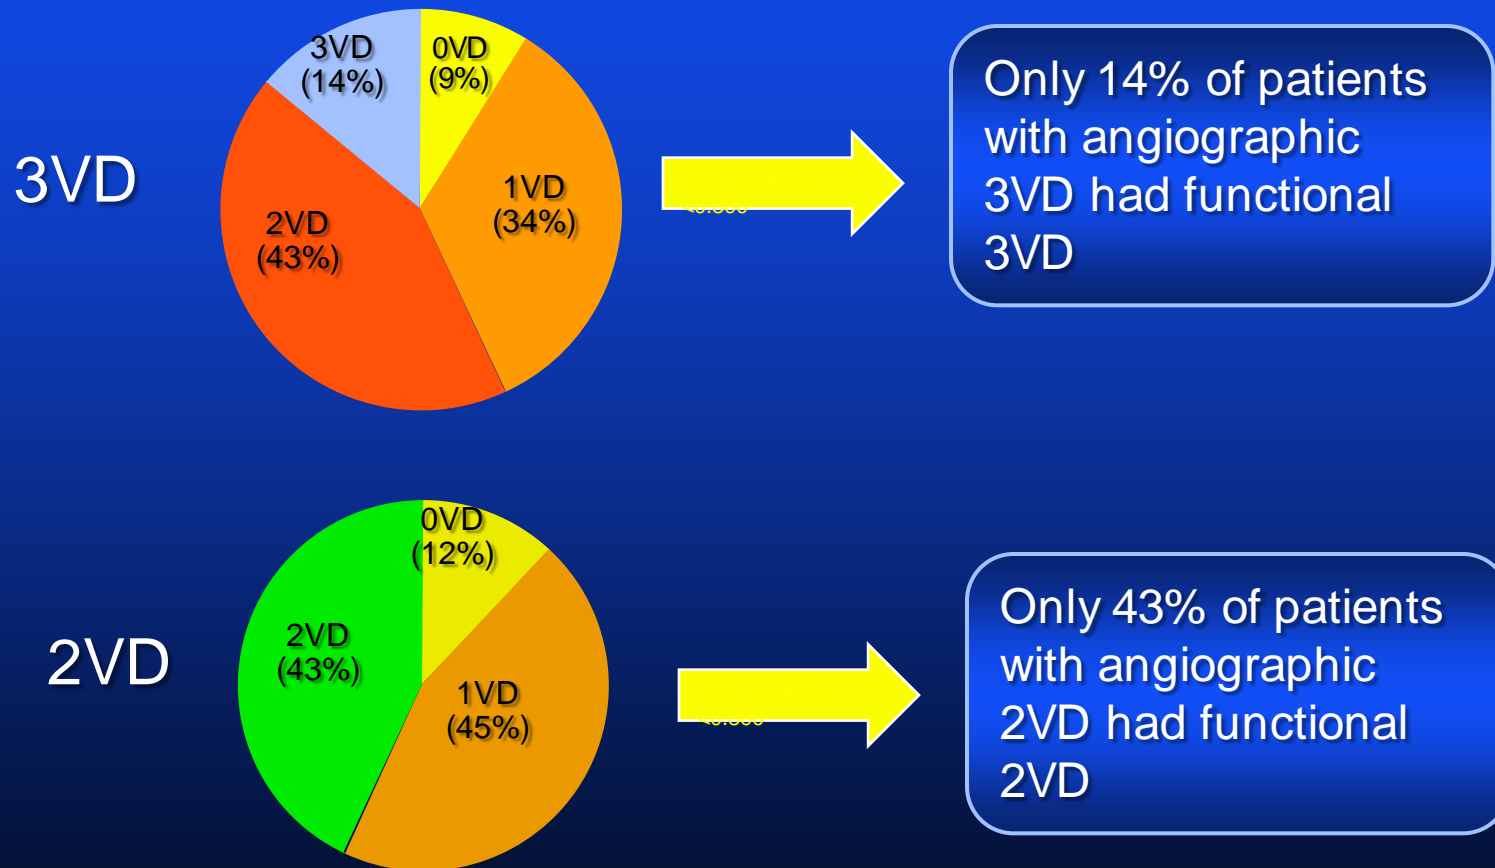 3VD
3VD
(14%)
0VD
(9%)
1VD
(34%)
2VD
(43%)
Only 14% of patients
with angiographic
3VD had functional
3VD
2VD
0VD
(12%)
2VD
(43%)
1VD
(45%)
Only 43% of patients
with angiographic
2VD had functional
2VD